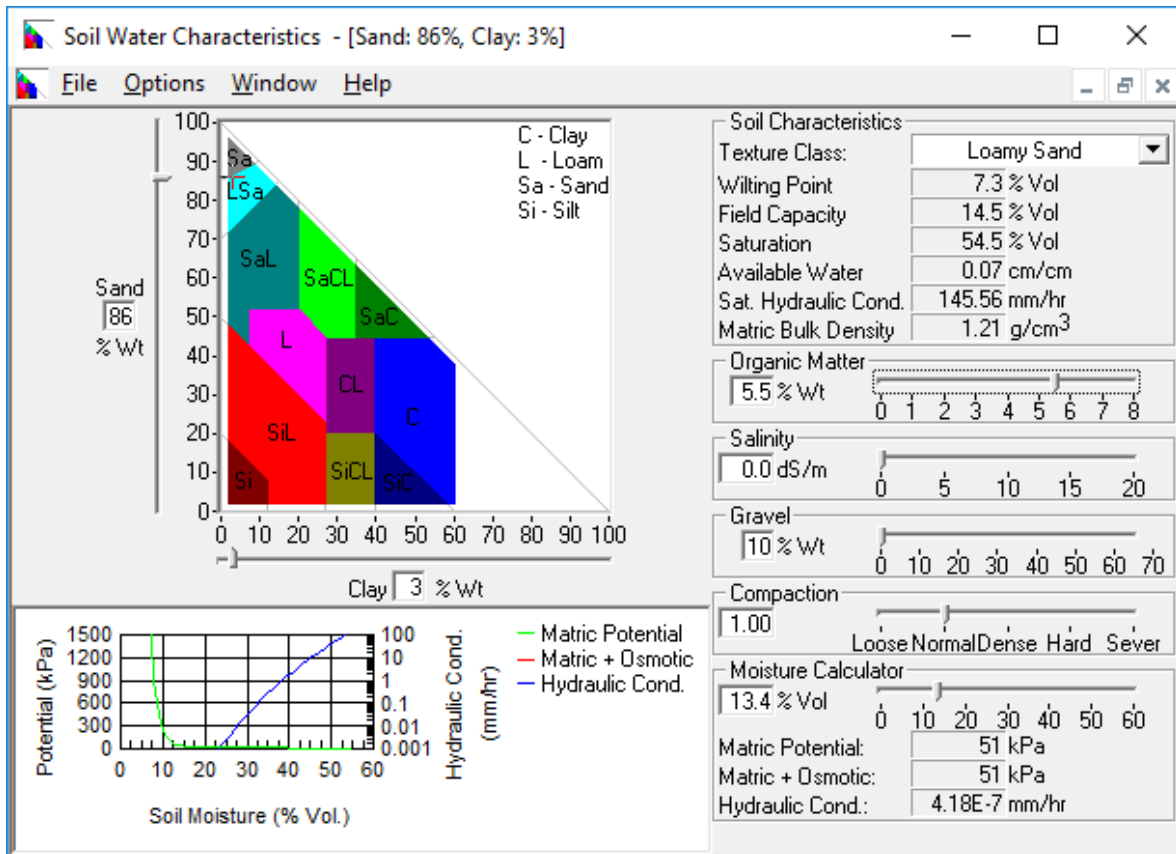 Soil Water Characteristics - [Sand: 86%, Clay: 3%]
File Options Window Help
C - Clay
L - Loam
Sa - Sand
Si - Silt
100
90
80
70
60
50
40
30
20
10
0
Sand
86
% Wt
Sa
LSa
SaL
SaCL
SaC
L
CL
C
SiL
SiCL
SiC
Si
0 10 20 30 40 50 60 70 80 90 100
Clay 3 % Wt
Potential (kPa)
1500
1200
900
600
300
0
100
10
1
0.1
0.01
0.001
Hydraulic Cond.
(mm/hr)
0 10 20 30 40 50 60
Soil Moisture (% Vol.)
Matric Potential
Matric + Osmotic
Hydraulic Cond.
Soil Characteristics
Texture Class: Loamy Sand
Wilting Point 7.3 % Vol
Field Capacity 14.5 % Vol
Saturation 54.5 % Vol
Available Water 0.07 cm/cm
Sat. Hydraulic Cond. 145.56 mm/hr
Matric Bulk Density 1.21 g/cm3
Organic Matter
5.5 % Wt
0 1 2 3 4 5 6 7 8
Salinity
0.0 dS/m
0 5 10 15 20
Gravel
10 % Wt
0 10 20 30 40 50 60 70
Compaction
1.00
Loose Normal Dense Hard Sever
Moisture Calculator
13.4 % Vol
0 10 20 30 40 50 60
Matric Potential: 51 kPa
Matric + Osmotic: 51 kPa
Hydraulic Cond.: 4.18E-7 mm/hr